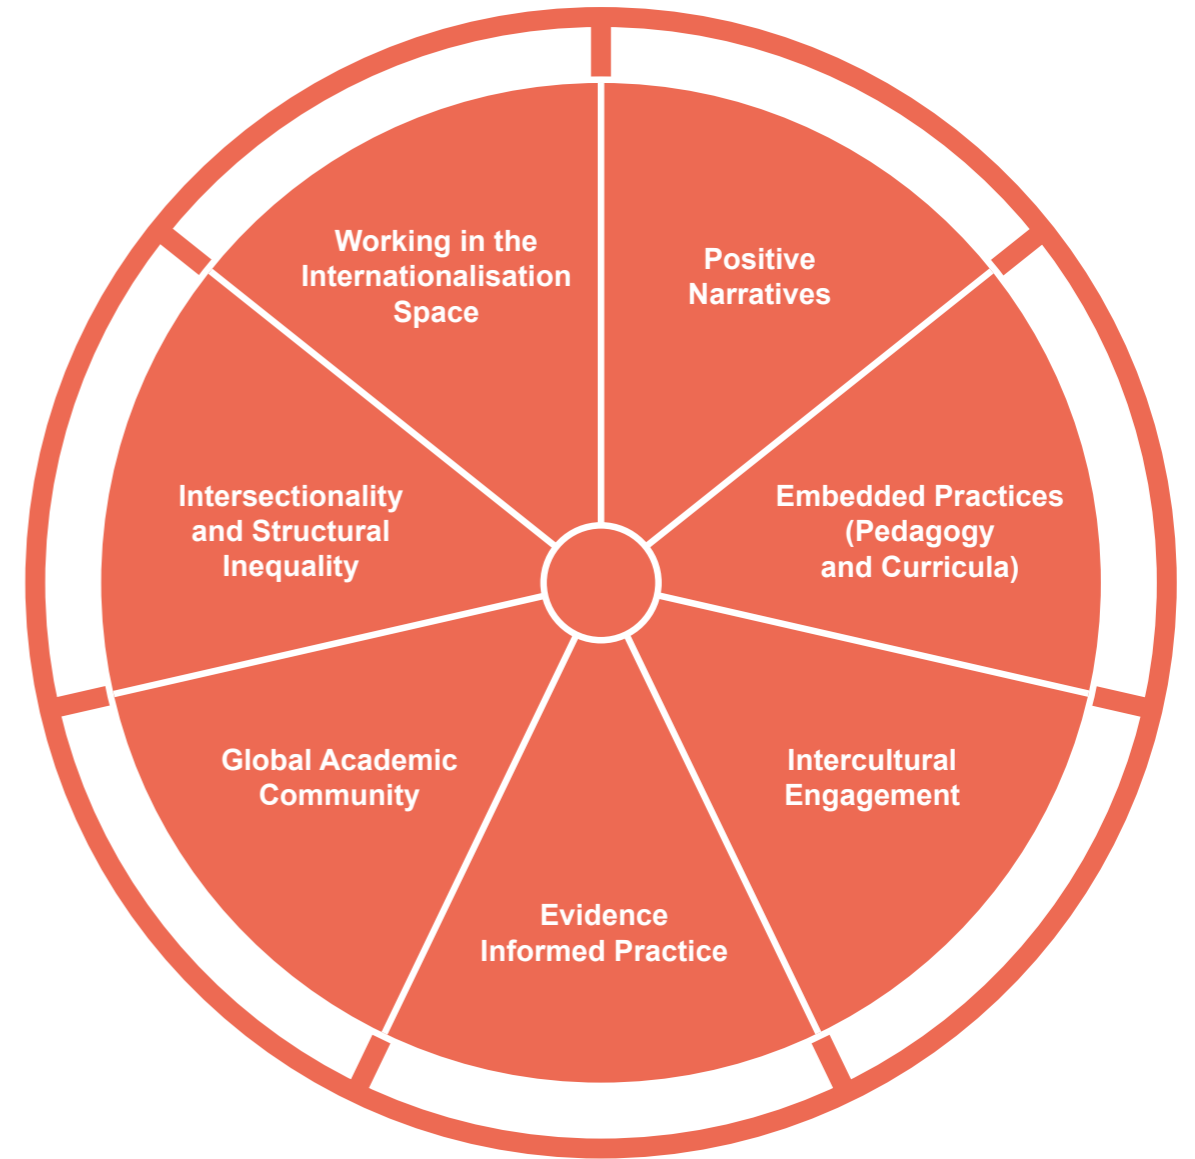 Working in the
Internationalisation
Space
Positive
Narratives
Intersectionality
and Structural
Inequality
Embedded Practices
(Pedagogy
and Curricula)
Global Academic
Community
Intercultural
Engagement
Evidence
Informed Practice